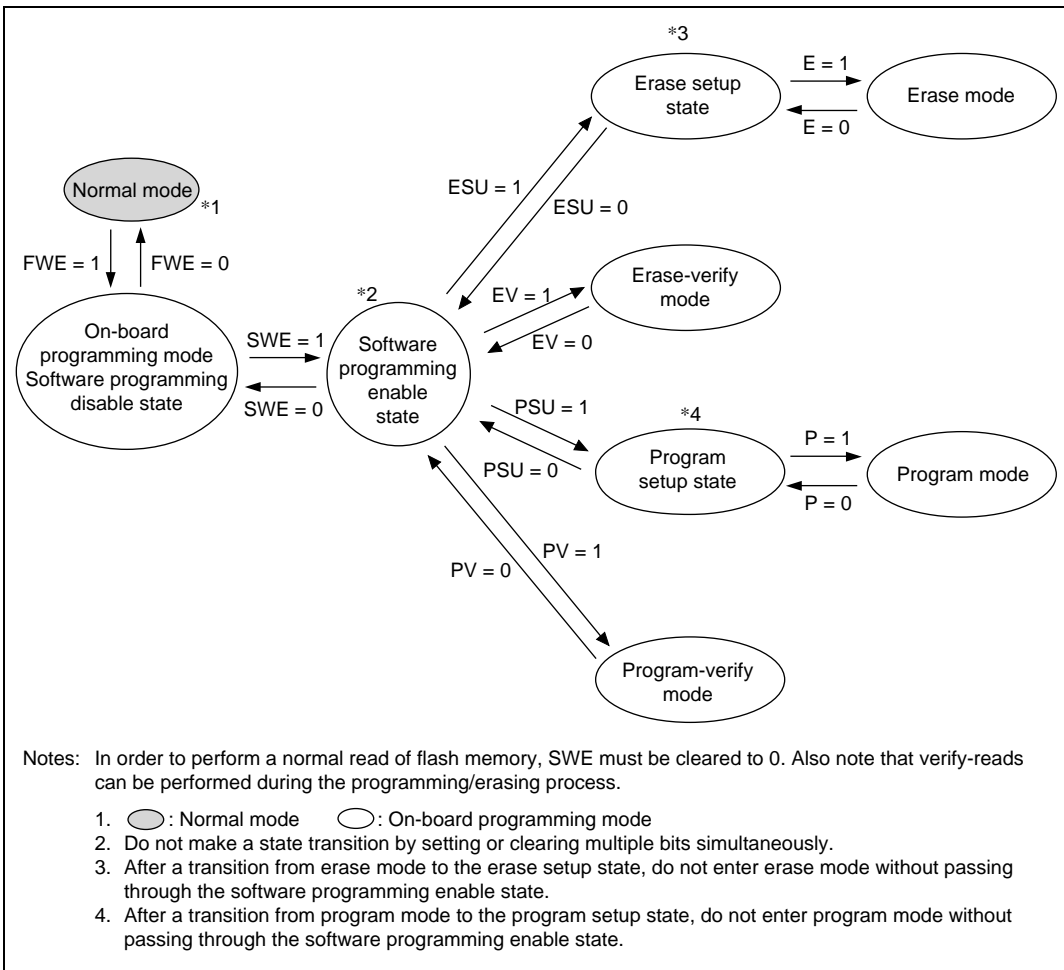 *3
Erase setup
state
E = 1
E = 0
Erase mode
Normal mode
*1
FWE = 1
FWE = 0
ESU = 1
ESU = 0
On-board
programming mode
Software programming
disable state
SWE = 1
SWE = 0
*2
Software
programming
enable
state
EV = 1
EV = 0
Erase-verify
mode
PSU = 1
PSU = 0
*4
Program
setup state
P = 1
P = 0
Program mode
PV = 1
PV = 0
Program-verify
mode
Notes: In order to perform a normal read of flash memory, SWE must be cleared to 0. Also note that verify-reads
can be performed during the programming/erasing process.
1. : Normal mode : On-board programming mode
2. Do not make a state transition by setting or clearing multiple bits simultaneously.
3. After a transition from erase mode to the erase setup state, do not enter erase mode without passing
through the software programming enable state.
4. After a transition from program mode to the program setup state, do not enter program mode without
passing through the software programming enable state.